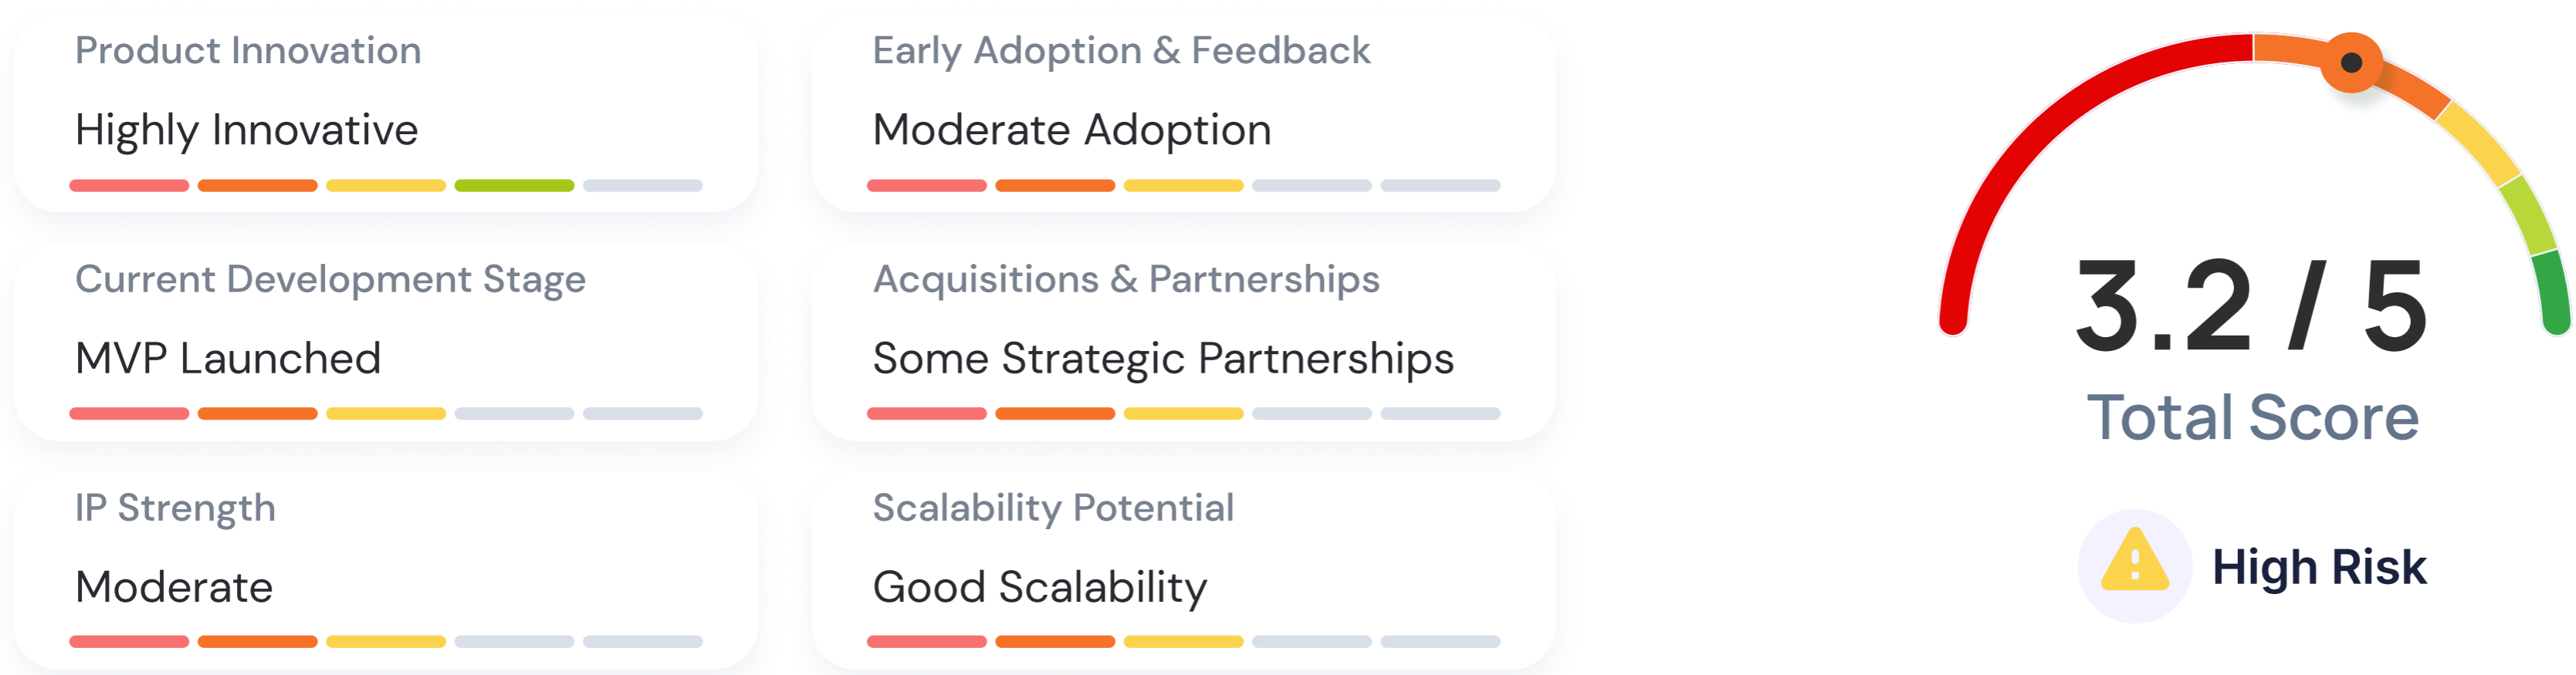 Product Innovation
Highly Innovative
Early Adoption & Feedback
Moderate Adoption
Current Development Stage
MVP Launched
Acquisitions & Partnerships
Some Strategic Partnerships
IP Strength
Moderate
Scalability Potential
Good Scalability
3.2 / 5
Total Score
High Risk